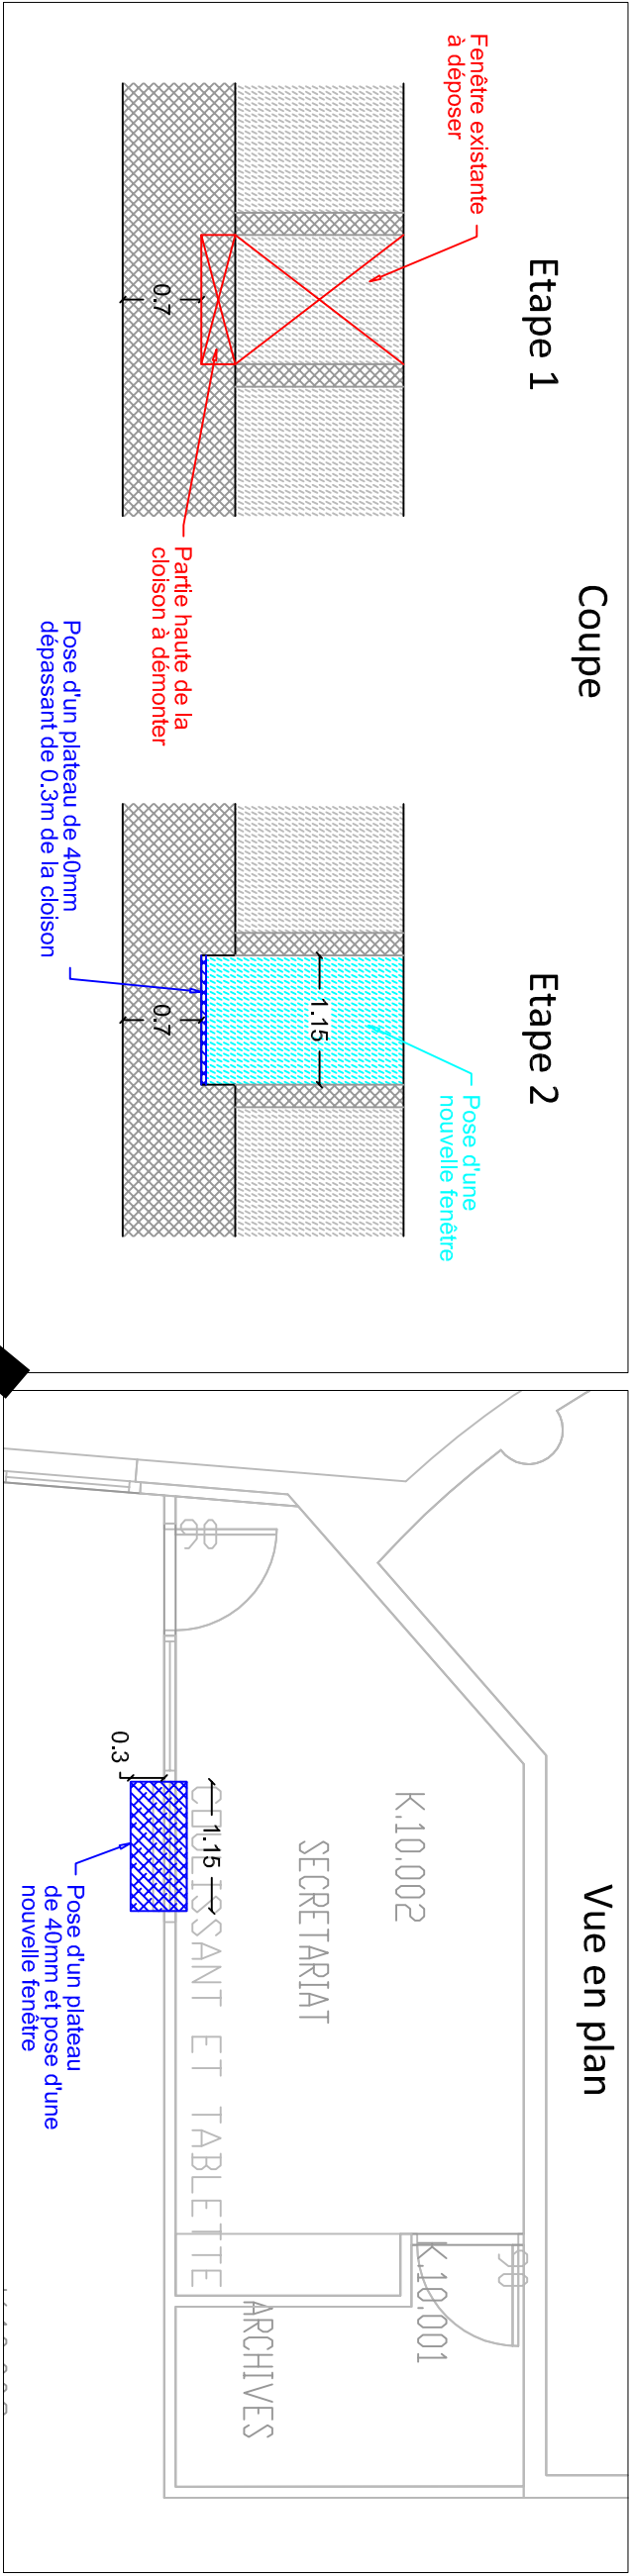 Coupe
Etape 1
Fenêtre existante
à déposer
0.7
Partie haute de la
cloison à démonter
Etape 2
Pose d'une
nouvelle fenêtre
1.15
0.7
Pose d'un plateau de 40mm
dépassant de 0.3m de la cloison
Vue en plan
K.10.002
SECRETARIAT
90
COULISSANT ET TABLETTE
1.15
0.3
Pose d'un plateau
de 40mm et pose d'une
nouvelle fenêtre
90
K.10.001
ARCHIVES